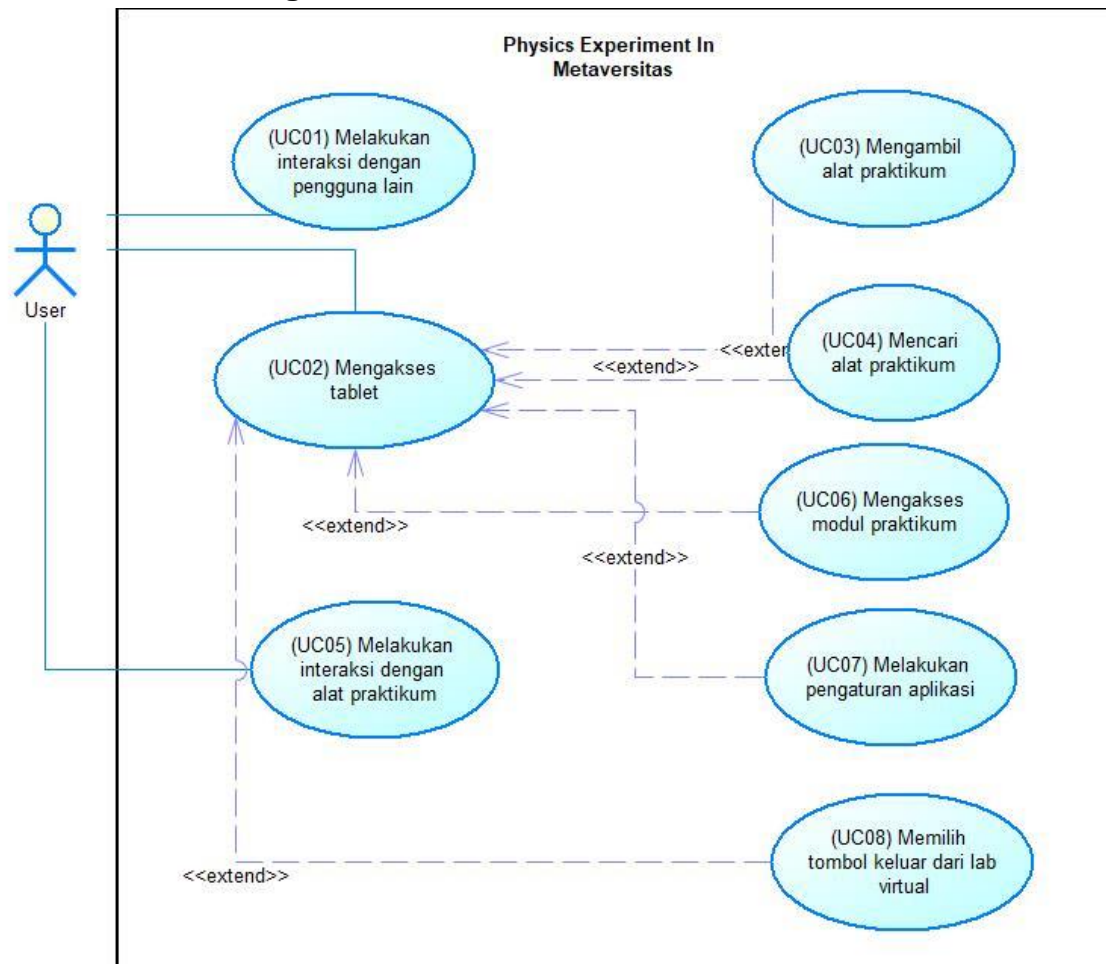 Physics Experiment In
Metaversitas
(UC01) Melakukan
interaksi dengan
pengguna lain
(UC03) Mengambil
alat praktikum
User
(UC02) Mengakses
tablet
<<exten
(UC04) Mencari
alat praktikum
<<extend>>
(UC06) Mengakses
modul praktikum
<<extend>>
<<extend>>
(UC05) Melakukan
interaksi dengan
alat praktikum
(UC07) Melakukan
pengaturan aplikasi
(UC08) Memilih
tombol keluar dari lab
virtual
<<extend>>